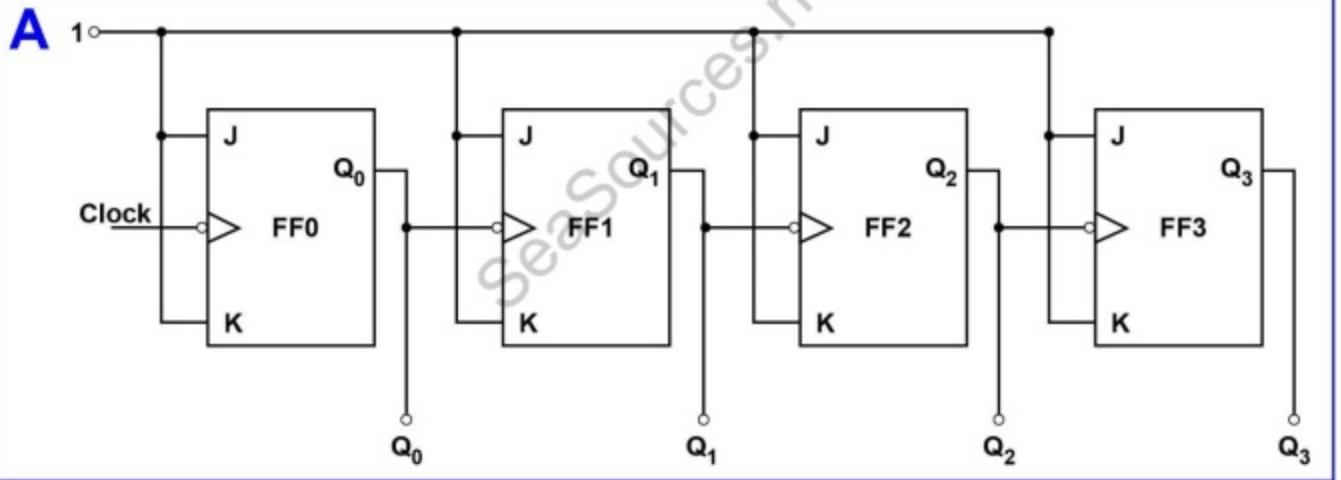 A
1
J J J J
Q0 Q1 Q2 Q3
Clock FF0 FF1 FF2 FF3
K K K K
Q0 Q1 Q2 Q3
SeaSources.n